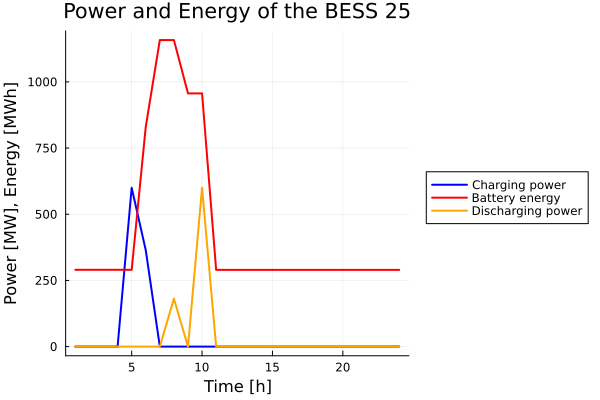 Power and Energy of the BESS 25
Power [MW], Energy [MWh]
1000
750
500
250
0
5
10
15
20
Time [h]
Charging power
Battery energy
Discharging power